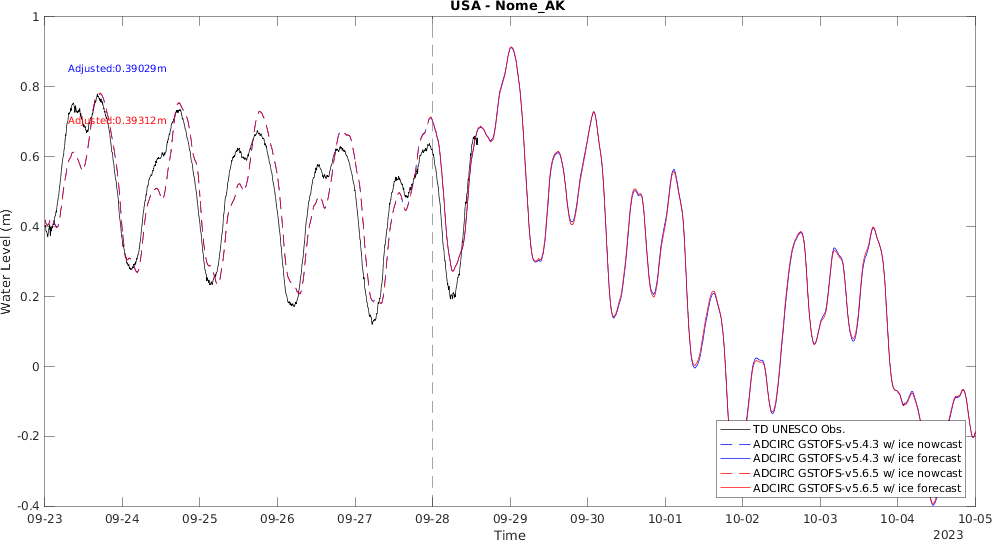 USA - Nome_AK
1
0.8
0.6
0.4
0.2
0
-0.2
-0.4
Water Level (m)
Adjusted:0.39029m
Adjusted:0.39312m
TD UNESCO Obs.
ADCIRC GSTOFS-v5.4.3 w/ ice nowcast
ADCIRC GSTOFS-v5.4.3 w/ ice forecast
ADCIRC GSTOFS-v5.6.5 w/ ice nowcast
ADCIRC GSTOFS-v5.6.5 w/ ice forecast
09-23 09-24 09-25 09-26 09-27 09-28 09-29 09-30 10-01 10-02 10-03 10-04 10-05
Time
2023